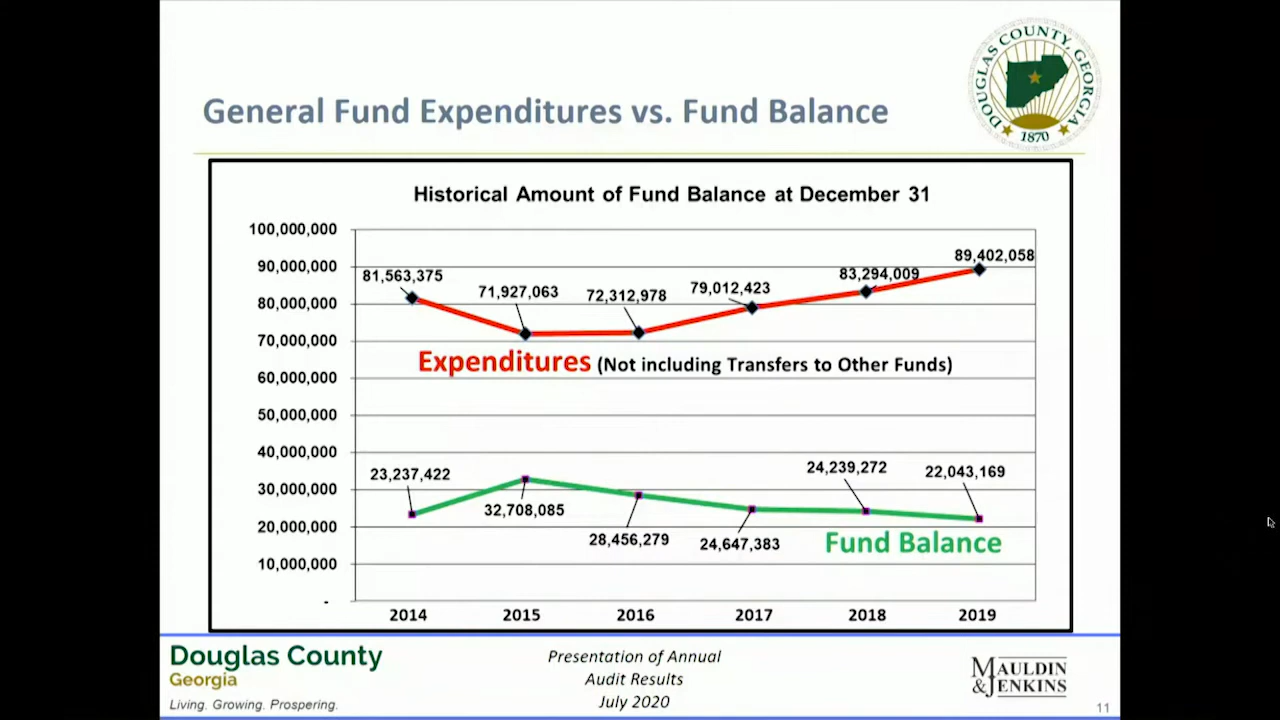 General Fund Expenditures vs. Fund Balance
DOUGLAS COUNTY, GEORGIA
1870
Historical Amount of Fund Balance at December 31
100,000,000
90,000,000
80,000,000
70,000,000
60,000,000
50,000,000
40,000,000
30,000,000
20,000,000
10,000,000
-
81,563,375
71,927,063
72,312,978
79,012,423
83,294,009
89,402,058
Expenditures (Not including Transfers to Other Funds)
23,237,422
32,708,085
28,456,279
24,647,383
24,239,272
22,043,169
Fund Balance
2014 2015 2016 2017 2018 2019
Douglas County
Georgia
Living. Growing. Prospering.
Presentation of Annual
Audit Results
July 2020
MAULDIN
&JENKINS
11